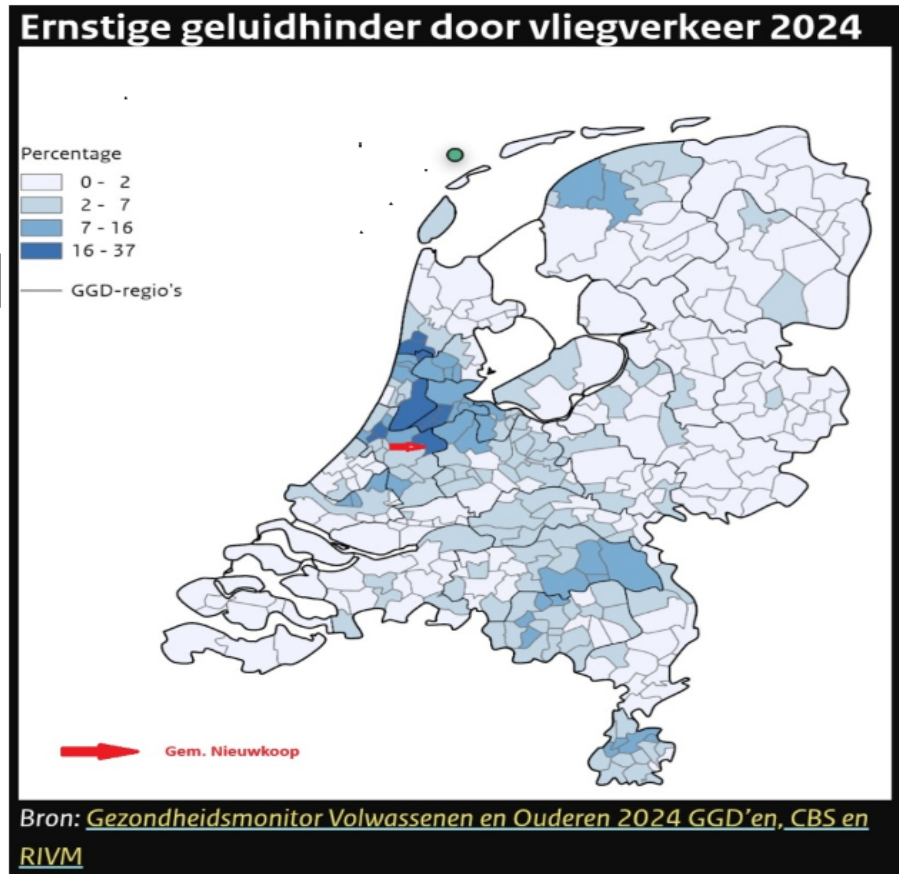 Ernstige geluidhinder door vliegverkeer 2024
Percentage
0 - 2
2 - 7
7 - 16
16 - 37
GGD-regio's
Gem. Nieuwkoop
Bron: Gezondheidsmonitor Volwassenen en Ouderen 2024 GGD'en, CBS en
RIVM